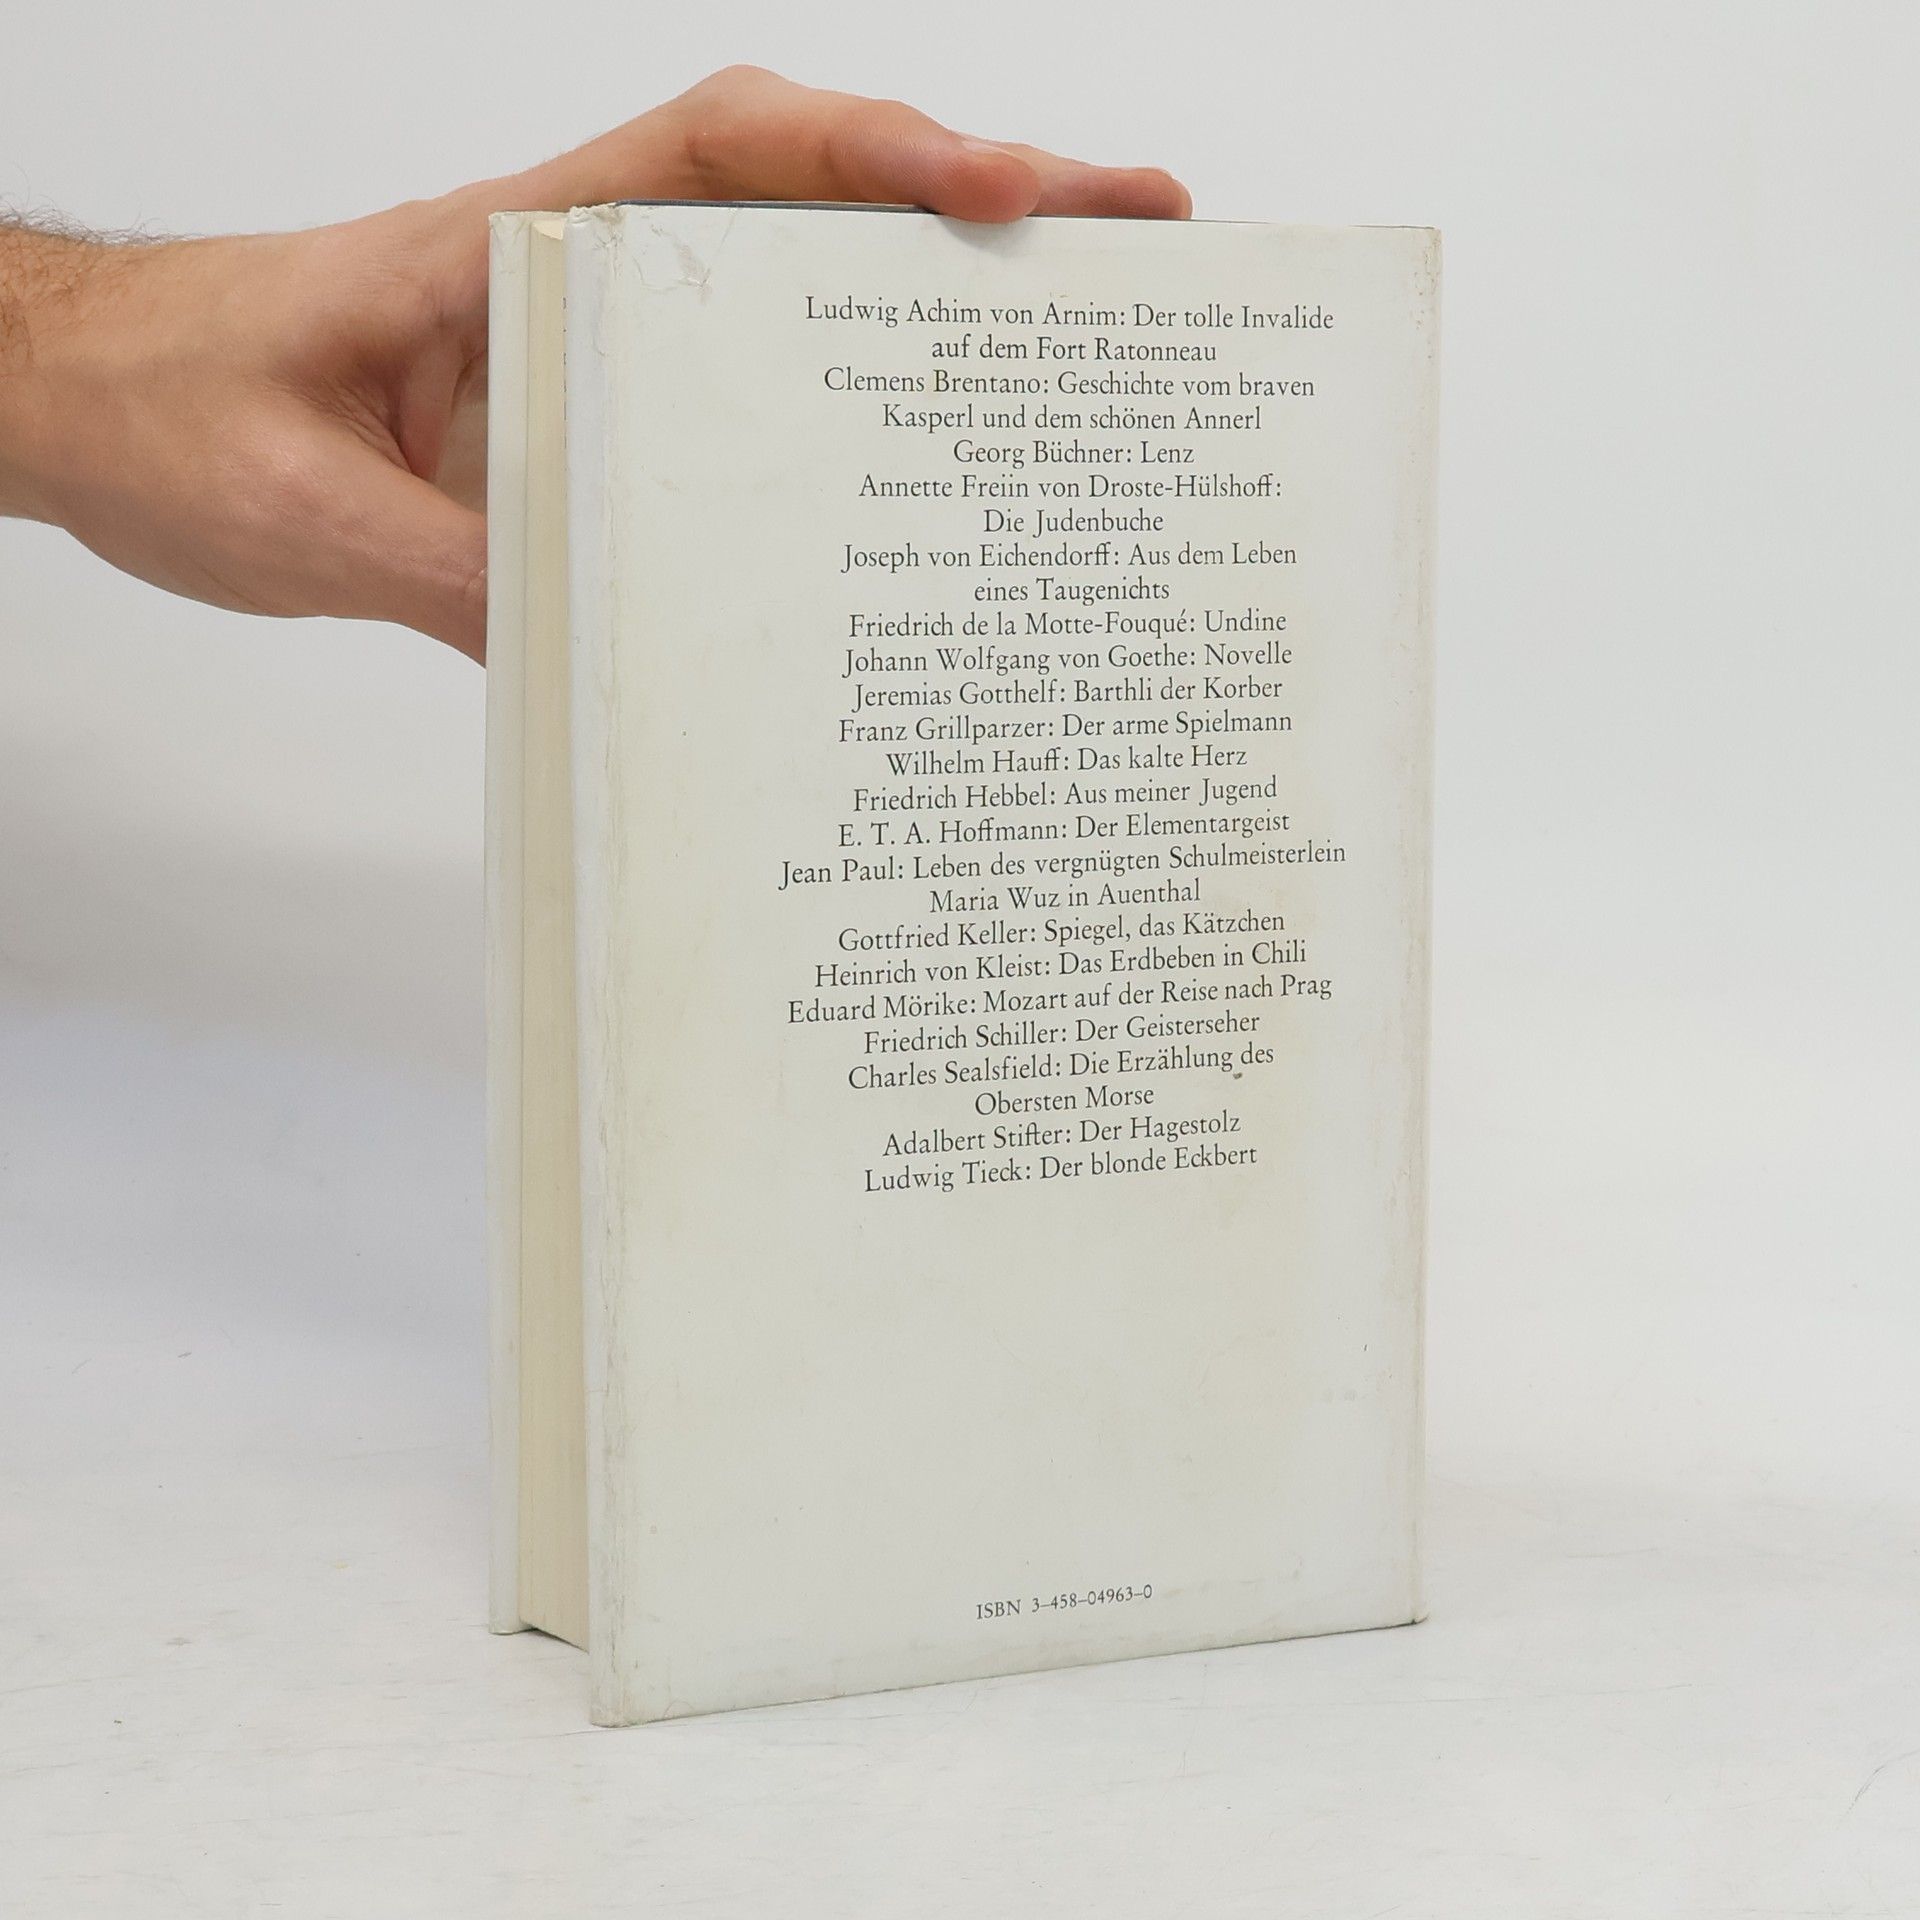 Ludwig Achim von Arnim: Der tolle Invalide
auf dem Fort Ratonneau
Clemens Brentano: Geschichte vom braven
Kasperl und dem schönen Annerl
Georg Büchner: Lenz
Annette Freiin von Droste-Hülshoff:
Die Judenbuche
Joseph von Eichendorff: Aus dem Leben
eines Taugenichts
Friedrich de la Motte-Fouqué: Undine
Johann Wolfgang von Goethe: Novelle
Jeremias Gotthelf: Barthli der Korber
Franz Grillparzer: Der arme Spielmann
Wilhelm Hauff: Das kalte Herz
Friedrich Hebbel: Aus meiner Jugend
E. T. A. Hoffmann: Der Elementargeist
Jean Paul: Leben des vergnügten Schulmeisterlein
Maria Wuz in Auenthal
Gottfried Keller: Spiegel, das Kätzchen
Heinrich von Kleist: Das Erdbeben in Chili
Eduard Mörike: Mozart auf der Reise nach Prag
Friedrich Schiller: Der Geisterseher
Charles Sealsfield: Die Erzählung des
Obersten Morse
Adalbert Stifter: Der Hagestolz
Ludwig Tieck: Der blonde Eckbert
ISBN 3-458-04963-0